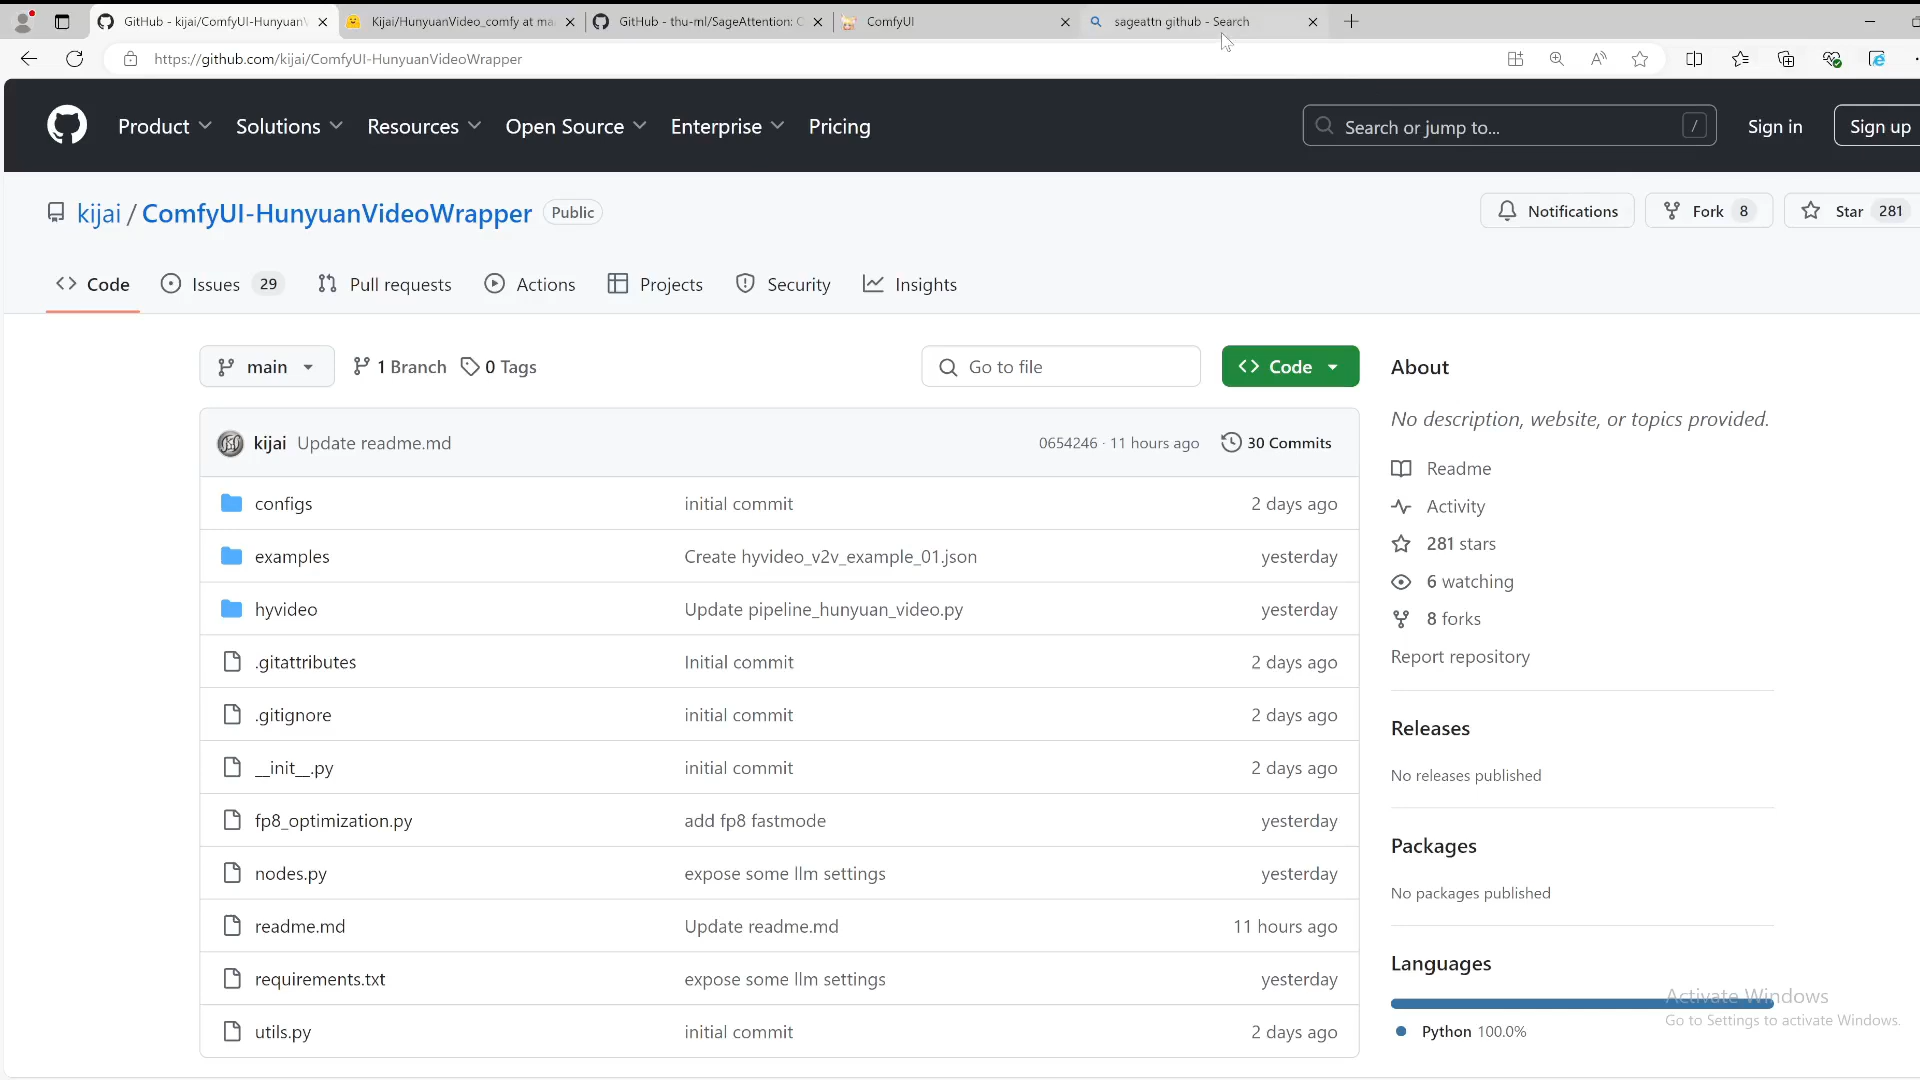 GitHub - kijai/ComfyUI-Hunyuan
Kijai/HunyuanVideo_comfy at ma
GitHub - thu-ml/SageAttention: C
ComfyUI
sageattn github - Search
https://github.com/kijai/ComfyUI-HunyuanVideoWrapper
Product
Solutions
Resources
Open Source
Enterprise
Pricing
Search or jump to...
/
Sign in
Sign up
kijai / ComfyUI-HunyuanVideoWrapper
Public
Notifications
Fork 8
Star 281
Code
Issues 29
Pull requests
Actions
Projects
Security
Insights
main
1 Branch
0 Tags
Go to file
Code
About
No description, website, or topics provided.
kijai Update readme.md
0654246 · 11 hours ago
30 Commits
configs initial commit 2 days ago
examples Create hyvideo_v2v_example_01.json yesterday
hyvideo Update pipeline_hunyuan_video.py yesterday
.gitattributes Initial commit 2 days ago
.gitignore initial commit 2 days ago
__init__.py initial commit 2 days ago
fp8_optimization.py add fp8 fastmode yesterday
nodes.py expose some llm settings yesterday
readme.md Update readme.md 11 hours ago
requirements.txt expose some llm settings yesterday
utils.py initial commit 2 days ago
Readme
Activity
281 stars
6 watching
8 forks
Report repository
Releases
No releases published
Packages
No packages published
Languages
Python 100.0%
Activate Windows
Go to Settings to activate Windows.